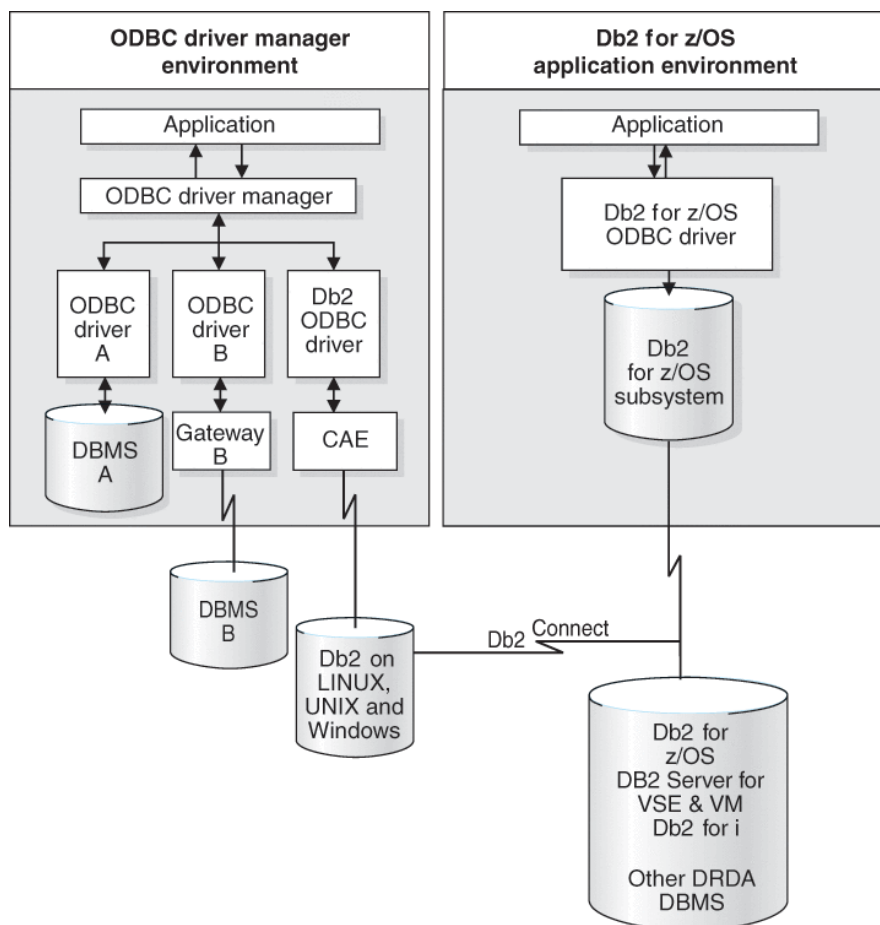 ODBC driver manager
environment
Db2 for z/OS
application environment
Application
ODBC driver manager
ODBC
driver
A
ODBC
driver
B
Db2
ODBC
driver
DBMS
A
Gateway
B
CAE
DBMS
B
Db2 on
LINUX,
UNIX and
Windows
Application
Db2 for z/OS
ODBC driver
Db2
for z/OS
subsystem
Db2 Connect
Db2 for
z/OS
DB2 Server for
VSE & VM
Db2 for i
Other DRDA
DBMS